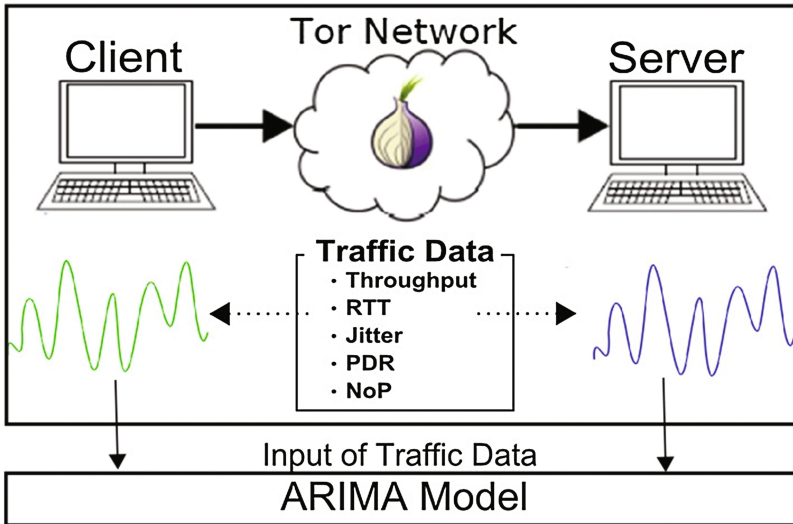 Tor Network
Client
Server
Traffic Data
· Throughput
· RTT
· Jitter
· PDR
· NoP
Input of Traffic Data
ARIMA Model